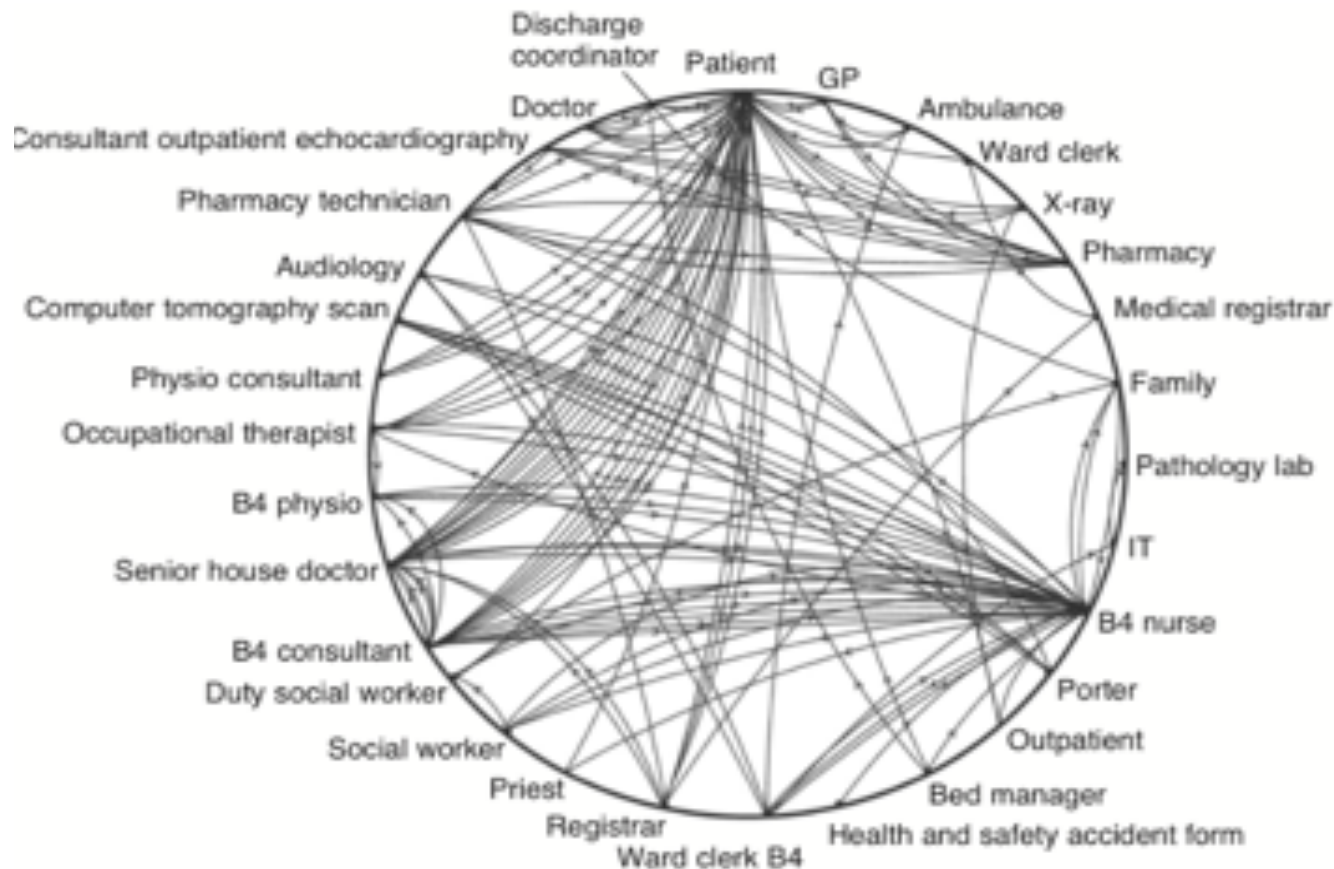 Discharge
coordinator
Patient
GP
Doctor
Ambulance
Consultant outpatient echocardiography
Ward clerk
Pharmacy technician
X-ray
Pharmacy
Audiology
Computer tomography scan
Medical registrar
Physio consultant
Family
Occupational therapist
Pathology lab
B4 physio
IT
Senior house doctor
B4 nurse
B4 consultant
Duty social worker
Porter
Social worker
Outpatient
Priest
Bed manager
Registrar
Health and safety accident form
Ward clerk B4